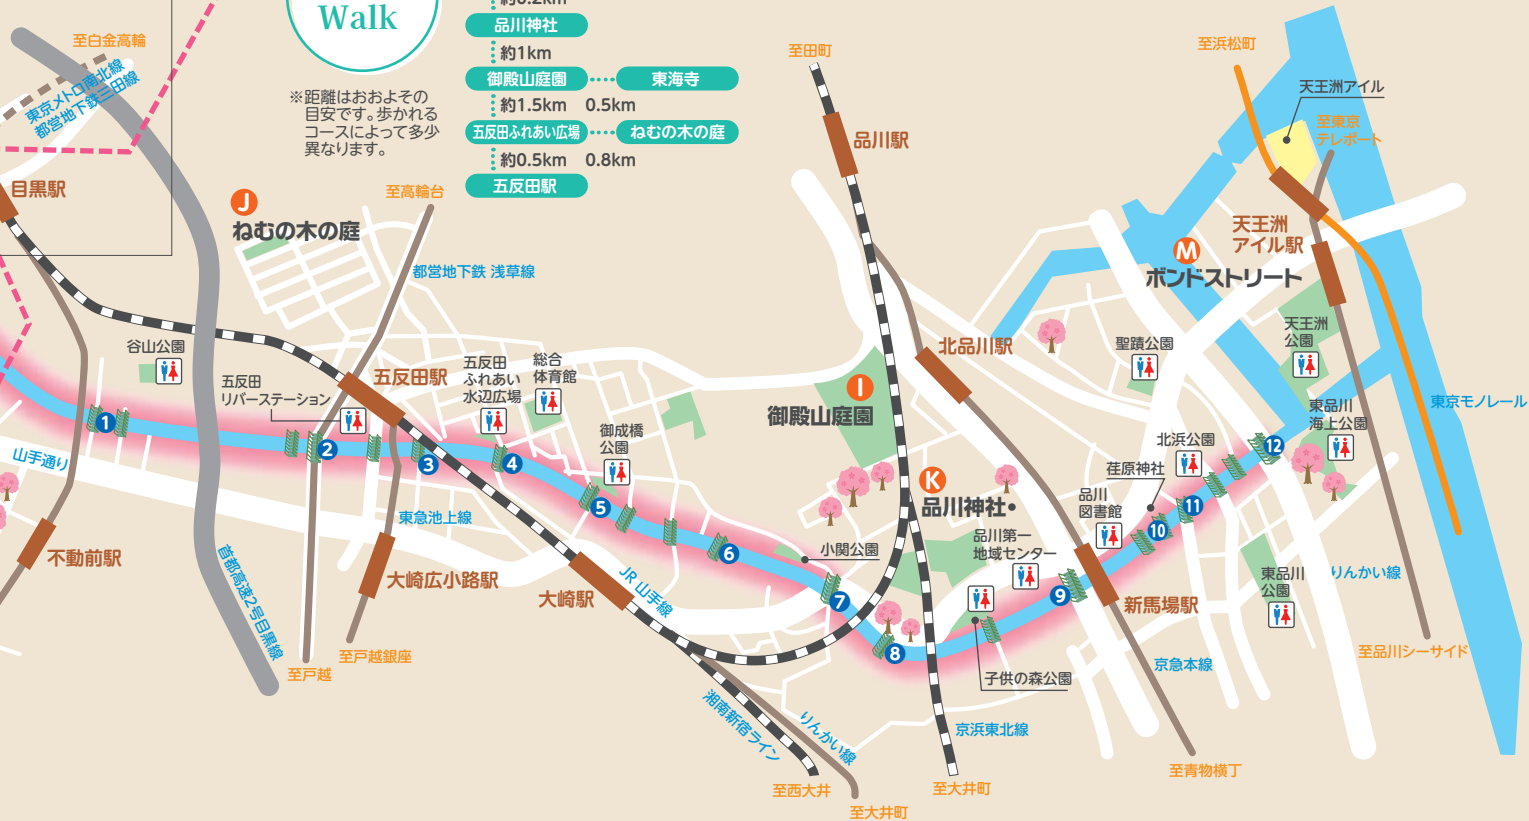 Walk
約0.2km
品川神社
約1km
御殿山庭園
東海寺
約1.5km
0.5km
五反田ふれあい広場
ねむの木の庭
約0.5km
0.8km
五反田駅
※距離はおおよその
目安です。歩かれる
コースによって多少
異なります。
至白金高輪
東京メトロ南北線
都営地下鉄三田線
目黒駅
J
ねむの木の庭
至高輪台
都営地下鉄 浅草線
至田町
品川駅
至浜松町
天王洲アイル
至東京
テレポート
天王洲
アイル駅
M
ボンドストリート
谷山公園
五反田
リバーステーション
五反田駅
五反田
ふれあい
水辺広場
総合
体育館
御成橋
公園
I
御殿山庭園
北品川駅
聖蹟公園
天王洲
公園
東京モノレール
東品川
海上公園
北浜公園
荏原神社
品川
図書館
K
品川神社
品川第一
地域センター
小関公園
山手通り
1
2
3
4
5
6
7
8
9
10
11
12
東急池上線
不動前駅
大崎広小路駅
大崎駅
JR 山手線
首都高速2号目黒線
至戸越
至戸越銀座
新馬場駅
東品川
公園
りんかい線
至品川シーサイド
京急本線
子供の森公園
湘南新宿ライン
りんかい線
京浜東北線
至西大井
至大井町
至大井町
至青物横丁